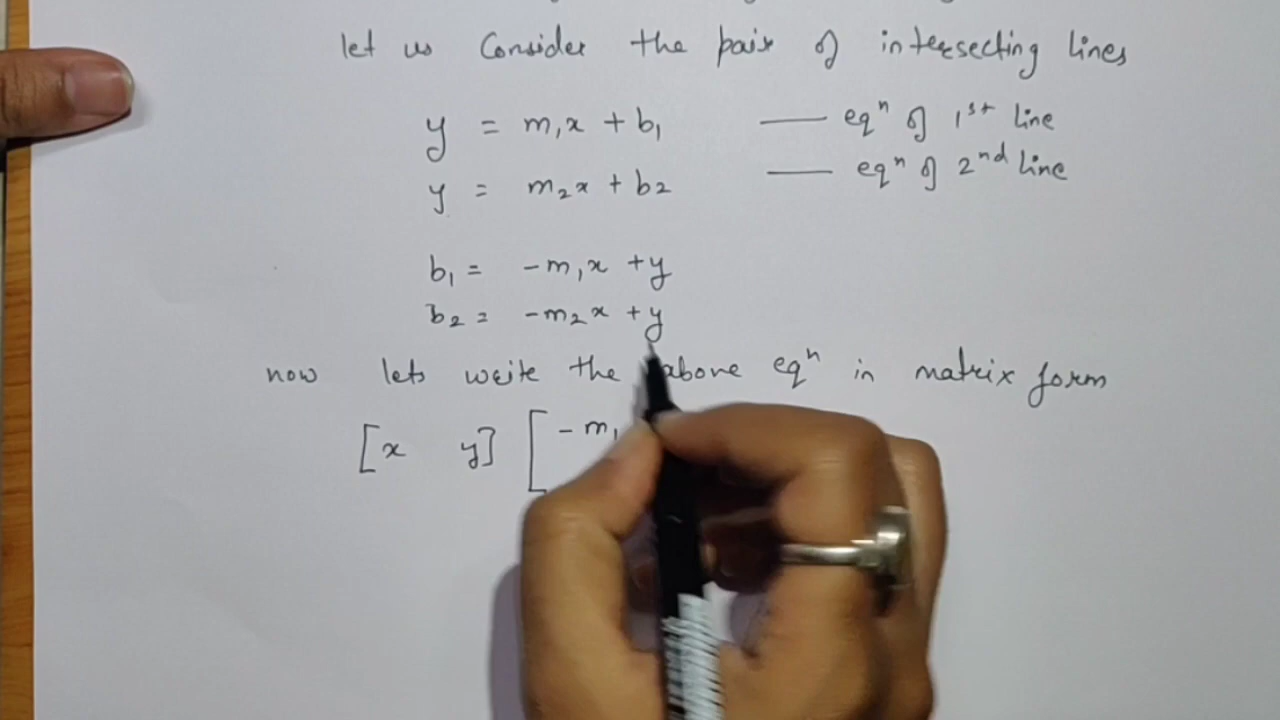 let us Consider the pair of intersecting lines
y = m₁x + b₁ —— eqⁿ of 1ˢᵗ line
y = m₂x + b₂ —— eqⁿ of 2ⁿᵈ line
b₁ = -m₁x + y
b₂ = -m₂x + y
now lets write the above eqⁿ in matrix form
[x y] [ -m₁